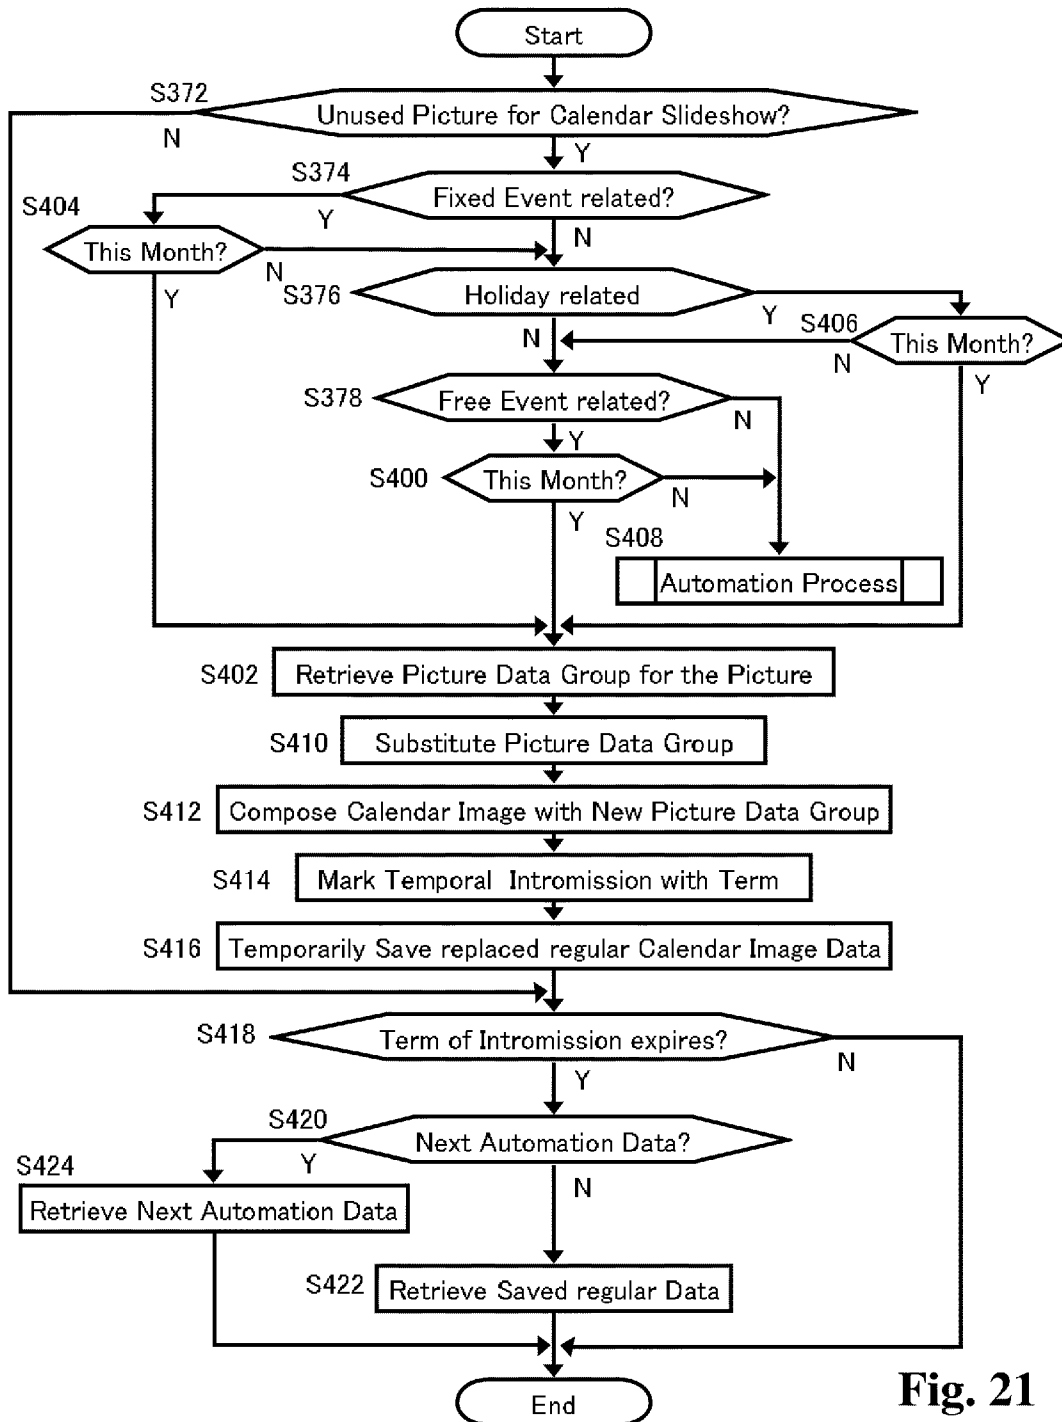 Start
S372
Unused Picture for Calendar Slideshow?
N
Y
S374
Fixed Event related?
Y
N
S404
This Month?
N
Y
S376
Holiday related
Y
N
S406
This Month?
N
Y
S378
Free Event related?
N
Y
S400
This Month?
N
Y
S408
Automation Process
S402
Retrieve Picture Data Group for the Picture
S410
Substitute Picture Data Group
S412
Compose Calendar Image with New Picture Data Group
S414
Mark Temporal Intromission with Term
S416
Temporarily Save replaced regular Calendar Image Data
S418
Term of Intromission expires?
N
Y
S420
Next Automation Data?
Y
N
S424
Retrieve Next Automation Data
S422
Retrieve Saved regular Data
End
Fig. 21